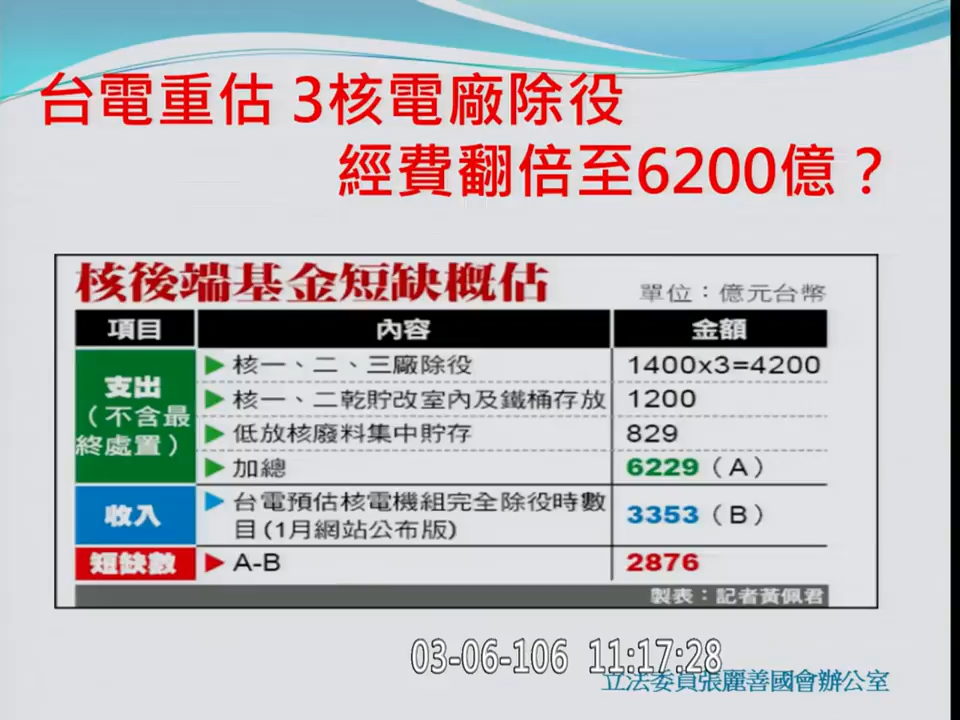 台電重估 3核電廠除役
經費翻倍至6200億？
核後端基金短缺概估
單位：億元台幣
項目 內容 金額
支出
（不含最
終處置）
核一、二、三廠除役 1400x3=4200
核一、二乾貯改室內及鐵桶存放 1200
低放核廢料集中貯存 829
加總 6229（A）
收入
台電預估核電機組完全除役時數
目(1月網站公布版)
3353（B）
短缺數 A-B 2876
製表：記者黃佩君
03-06-106 11:17:28
立法委員張麗善國會辦公室